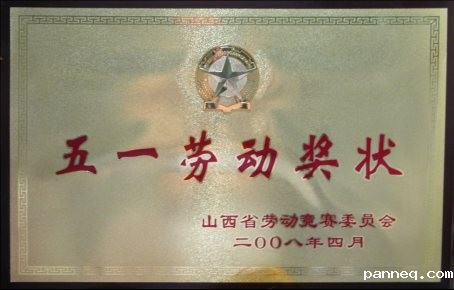 五一劳动奖状
山西省劳动竞赛委员会
二〇〇八年四月
panneq.com